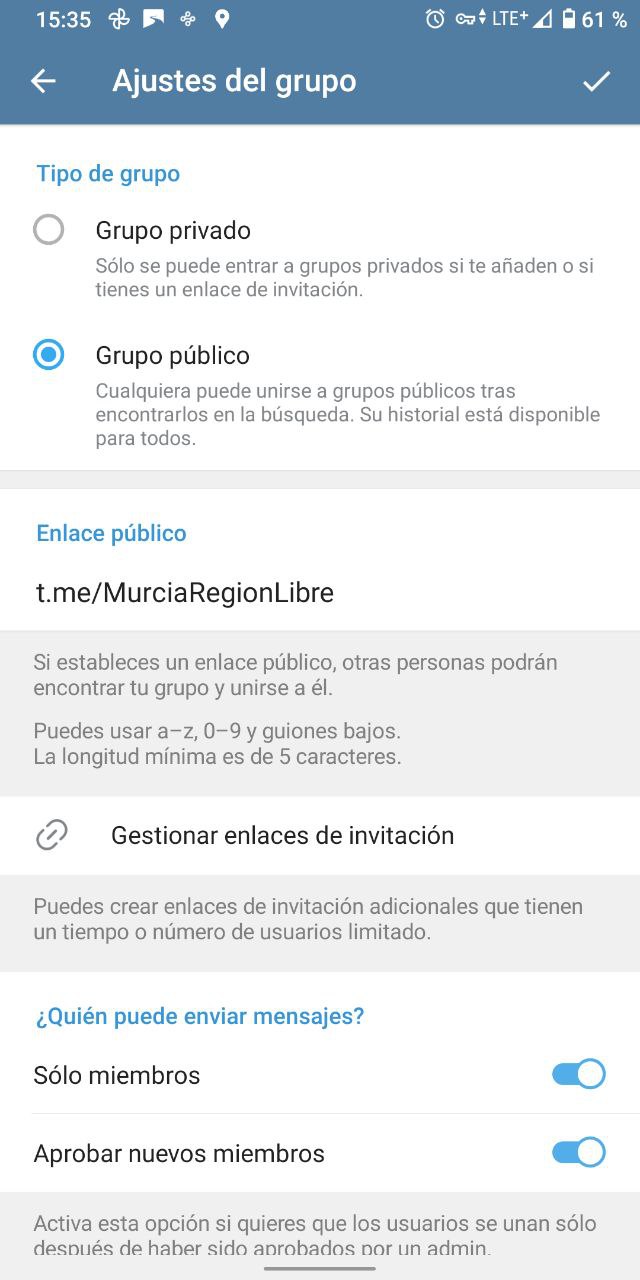 15:35 LTE+ 61 %
Ajustes del grupo
Tipo de grupo
Grupo privado
Sólo se puede entrar a grupos privados si te añaden o si
tienes un enlace de invitación.
Grupo público
Cualquiera puede unirse a grupos públicos tras
encontrarlos en la búsqueda. Su historial está disponible
para todos.
Enlace público
t.me/MurciaRegionLibre
Si estableces un enlace público, otras personas podrán
encontrar tu grupo y unirse a él.
Puedes usar a–z, 0–9 y guiones bajos.
La longitud mínima es de 5 caracteres.
Gestionar enlaces de invitación
Puedes crear enlaces de invitación adicionales que tienen
un tiempo o número de usuarios limitado.
¿Quién puede enviar mensajes?
Sólo miembros
Aprobar nuevos miembros
Activa esta opción si quieres que los usuarios se unan sólo
después de haber sido aprobados por un admin.